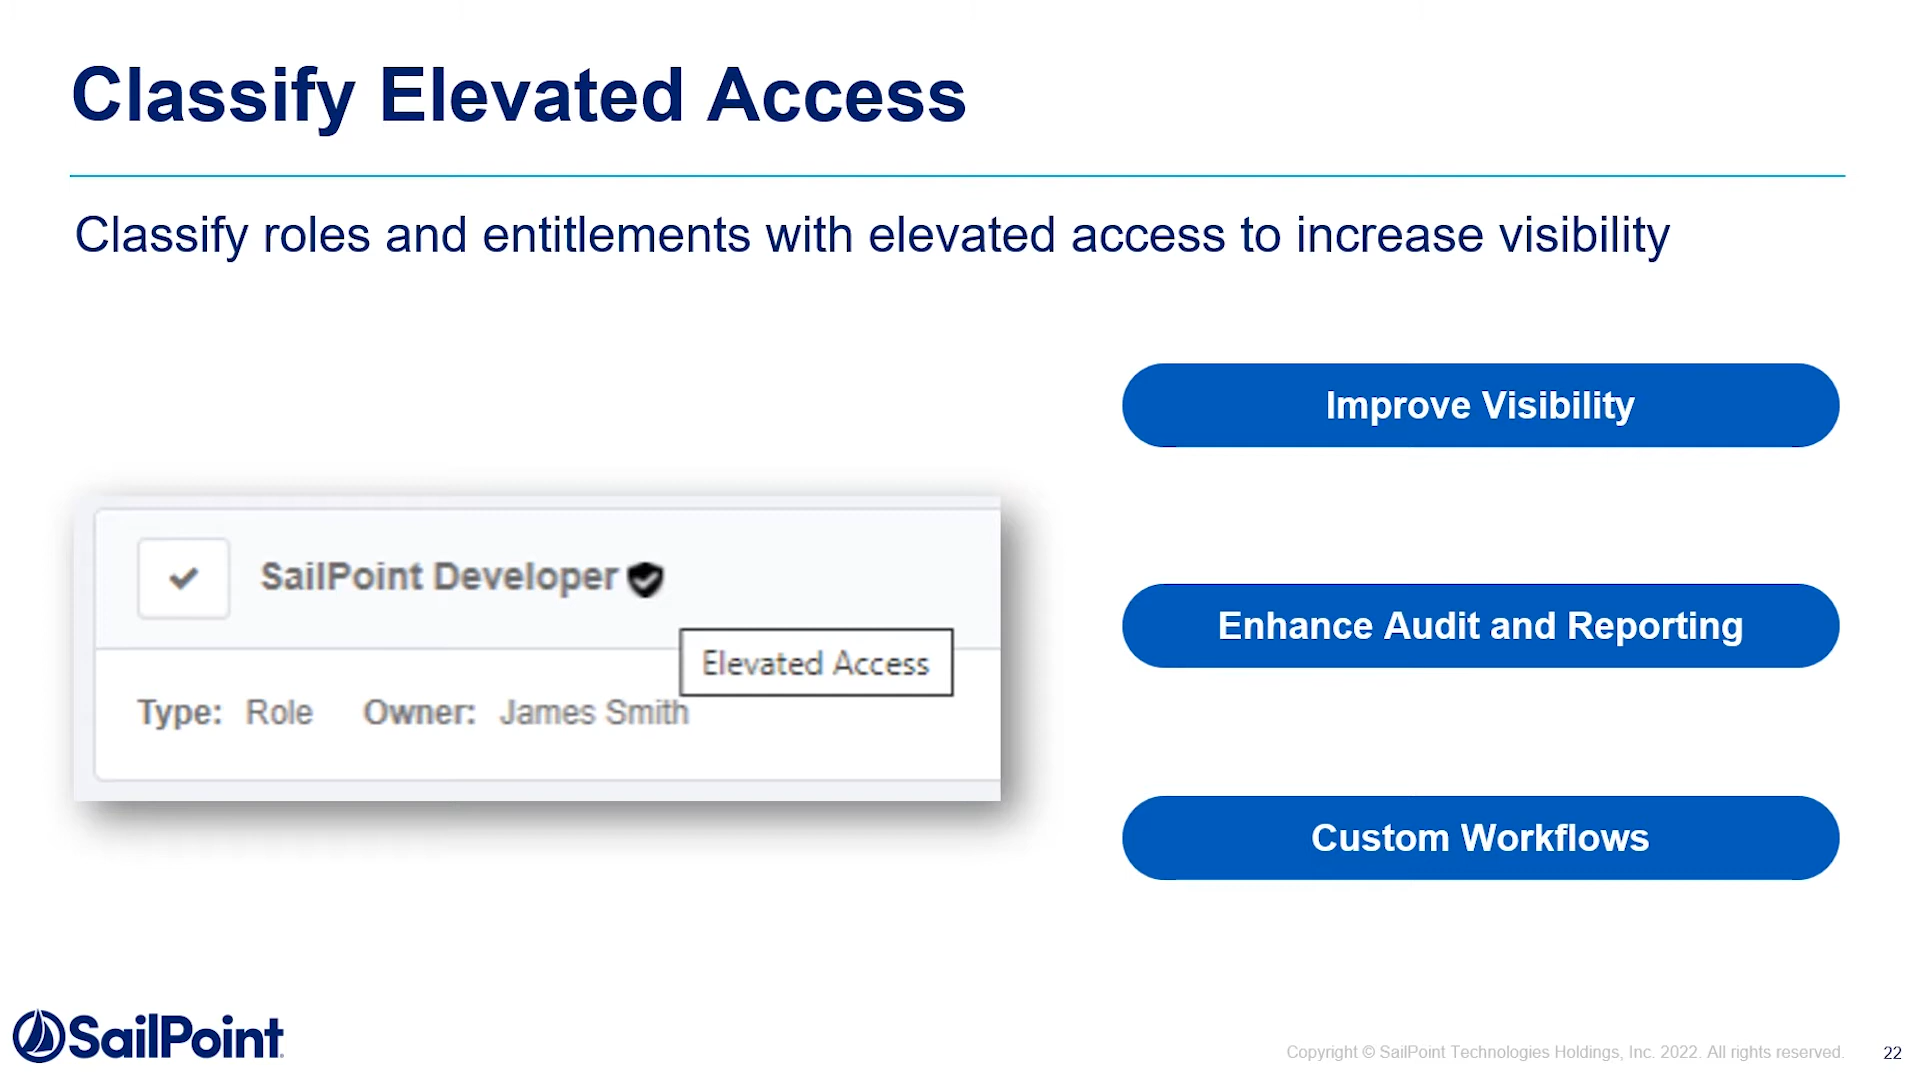 Classify Elevated Access
Classify roles and entitlements with elevated access to increase visibility
Improve Visibility
SailPoint Developer
Elevated Access
Type: Role Owner: James Smith
Enhance Audit and Reporting
Custom Workflows
SailPoint
Copyright © SailPoint Technologies Holdings, Inc. 2022. All rights reserved.
22